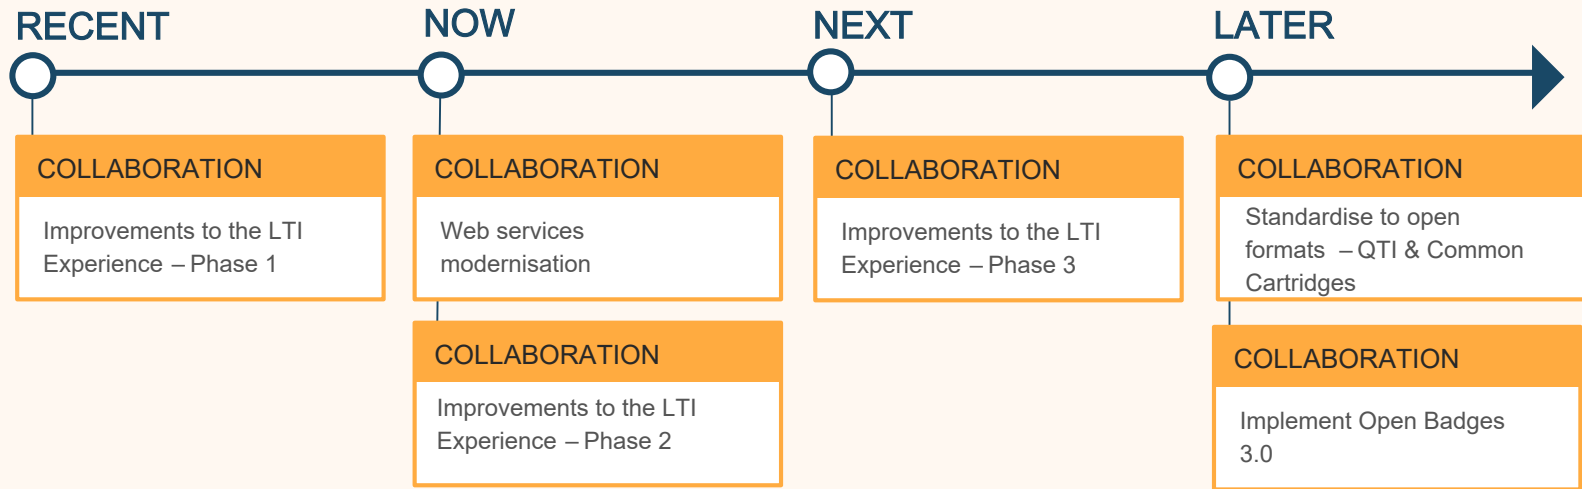 RECENT
NOW
NEXT
LATER
COLLABORATION
Improvements to the LTI
Experience – Phase 1
COLLABORATION
Web services
modernisation
COLLABORATION
Improvements to the LTI
Experience – Phase 2
COLLABORATION
Improvements to the LTI
Experience – Phase 3
COLLABORATION
Standardise to open
formats – QTI & Common
Cartridges
COLLABORATION
Implement Open Badges
3.0